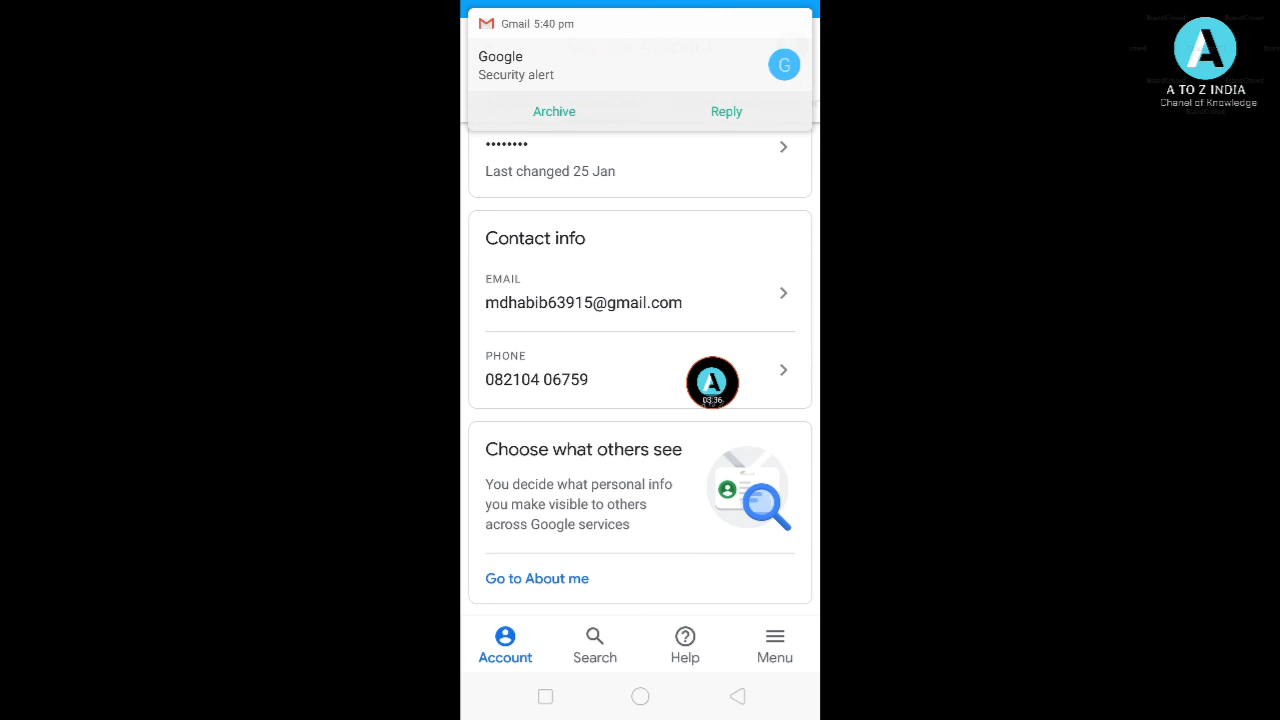 Gmail 5:40 pm
Google
Security alert
G
Archive
Reply
••••••••
Last changed 25 Jan
Contact info
EMAIL
mdhabib63915@gmail.com
PHONE
082104 06759
A
03:36
Choose what others see
You decide what personal info
you make visible to others
across Google services
Go to About me
Account
Search
Help
Menu
A
A TO Z INDIA
Chanel of Knowledge